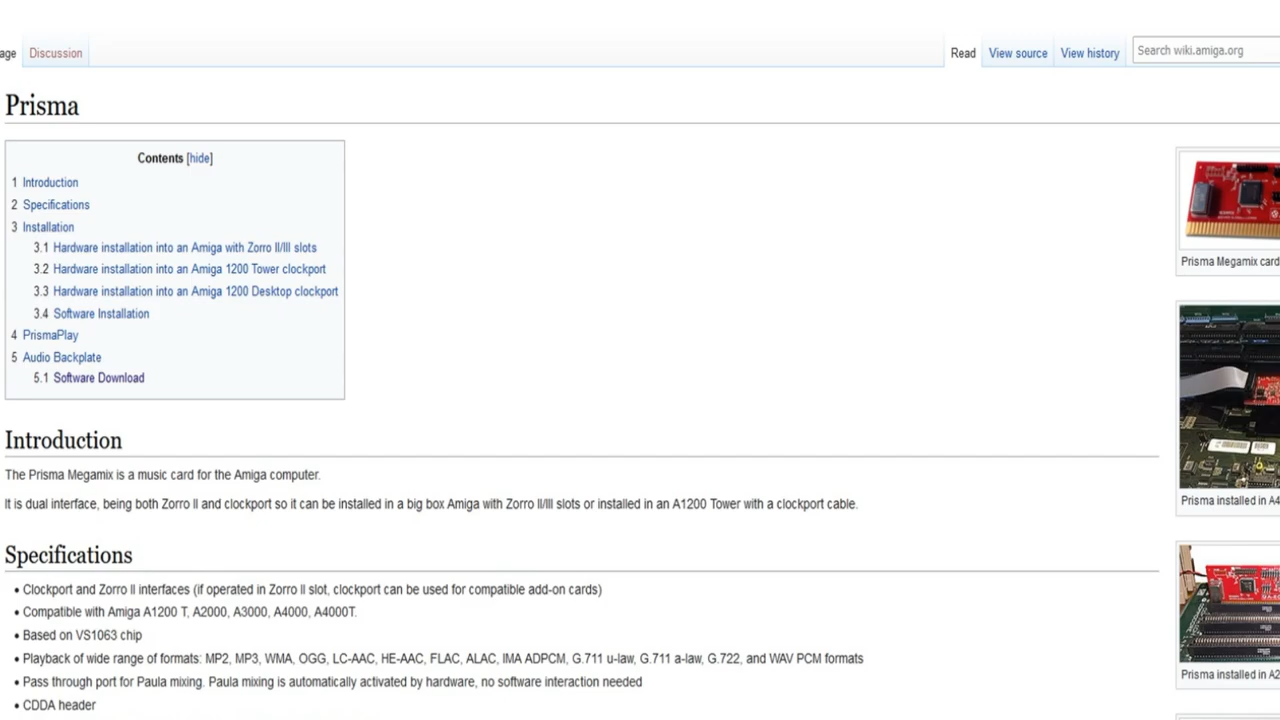 age
Discussion
Read
View source
View history
Search wiki.amiga.org
Prisma
Contents [hide]
1 Introduction
2 Specifications
3 Installation
3.1 Hardware installation into an Amiga with Zorro II/III slots
3.2 Hardware installation into an Amiga 1200 Tower clockport
3.3 Hardware installation into an Amiga 1200 Desktop clockport
3.4 Software Installation
4 PrismaPlay
5 Audio Backplate
5.1 Software Download
Prisma Megamix card
Introduction
The Prisma Megamix is a music card for the Amiga computer.
It is dual interface, being both Zorro II and clockport so it can be installed in a big box Amiga with Zorro II/III slots or installed in an A1200 Tower with a clockport cable.
Prisma installed in A4
Specifications
• Clockport and Zorro II interfaces (if operated in Zorro II slot, clockport can be used for compatible add-on cards)
• Compatible with Amiga A1200 T, A2000, A3000, A4000, A4000T.
• Based on VS1063 chip
• Playback of wide range of formats: MP2, MP3, WMA, OGG, LC-AAC, HE-AAC, FLAC, ALAC, IMA ADPCM, G.711 u-law, G.711 a-law, G.722, and WAV PCM formats
• Pass through port for Paula mixing. Paula mixing is automatically activated by hardware, no software interaction needed
• CDDA header
Prisma installed in A2